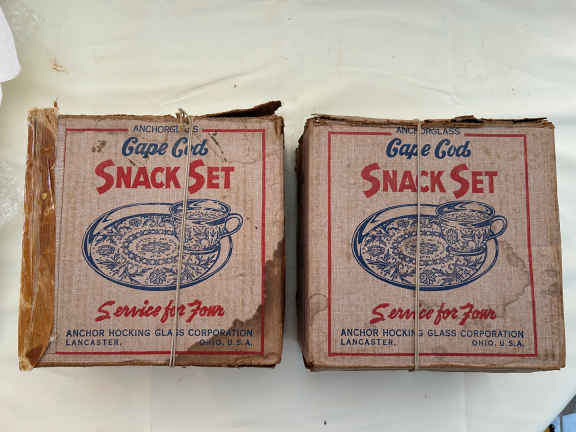 ANCHORGLASS
Cape Cod
SNACK SET
Service for Four
ANCHOR HOCKING GLASS CORPORATION
LANCASTER, OHIO, U.S.A.
ANCHORGLASS
Cape Cod
SNACK SET
Service for Four
ANCHOR HOCKING GLASS CORPORATION
LANCASTER, OHIO, U.S.A.